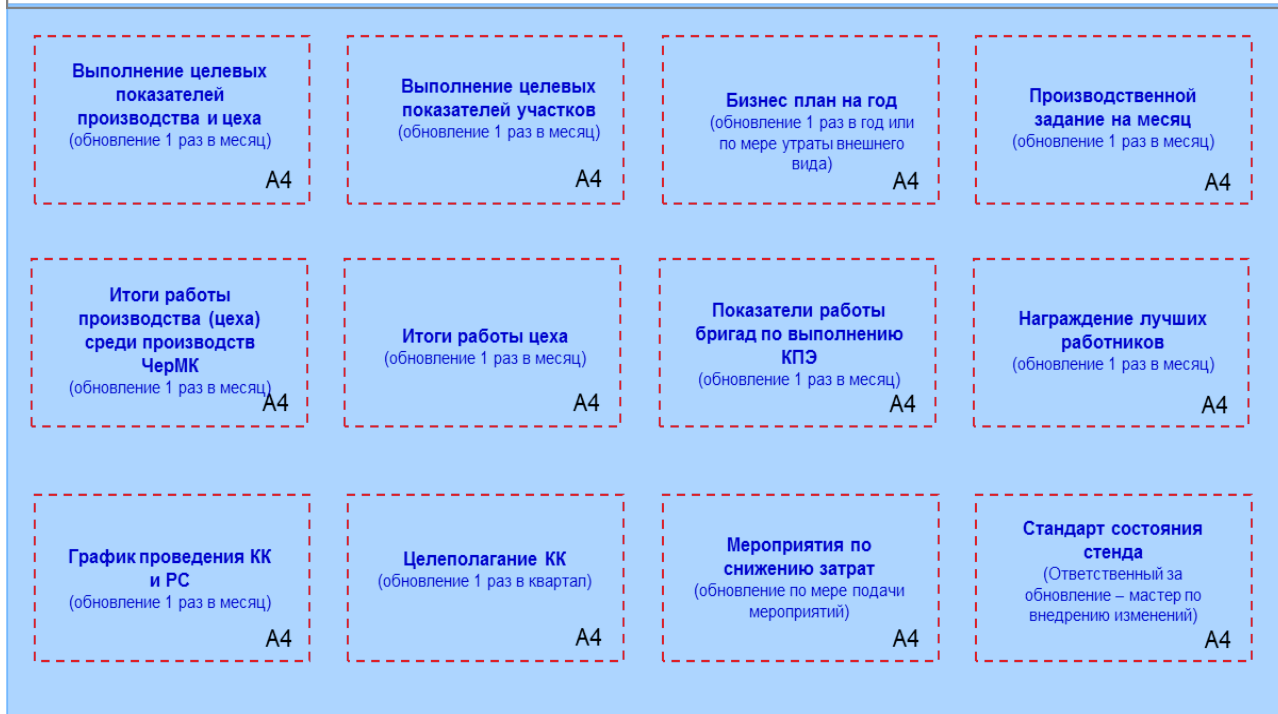 Выполнение целевых
показателей
производства и цеха
(обновление 1 раз в месяц)
А4
Выполнение целевых
показателей участков
(обновление 1 раз в месяц)
А4
Бизнес план на год
(обновление 1 раз в год или
по мере утраты внешнего
вида)
А4
Производственной
задание на месяц
(обновление 1 раз в месяц)
А4
Итоги работы
производства (цеха)
среди производств
ЧерМК
(обновление 1 раз в месяц)
А4
Итоги работы цеха
(обновление 1 раз в месяц)
А4
Показатели работы
бригад по выполнению
КПЭ
(обновление 1 раз в месяц)
А4
Награждение лучших
работников
(обновление 1 раз в месяц)
А4
График проведения КК
и РС
(обновление 1 раз в месяц)
А4
Целеполагание КК
(обновление 1 раз в квартал)
А4
Мероприятия по
снижению затрат
(обновление по мере подачи
мероприятий)
А4
Стандарт состояния
стенда
(Ответственный за
обновление – мастер по
внедрению изменений)
А4